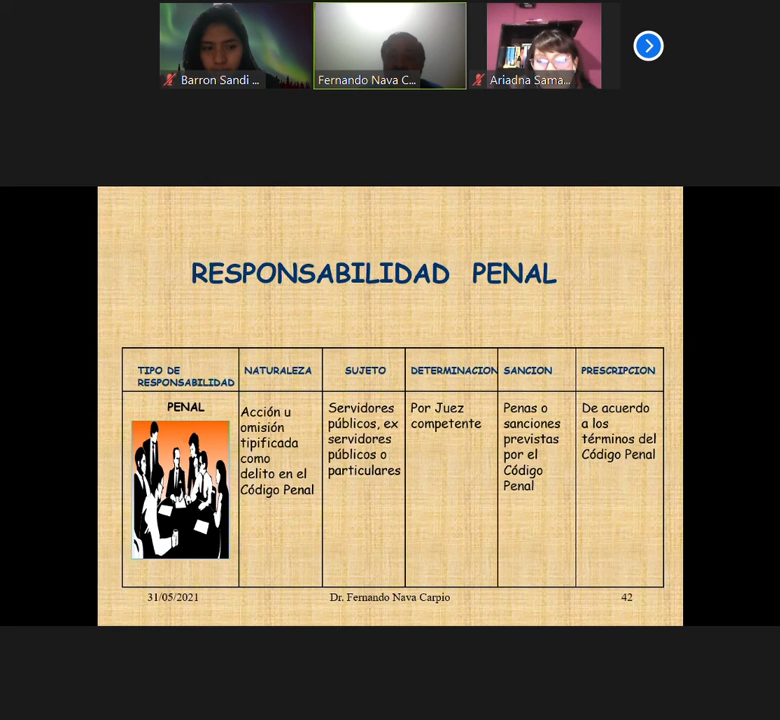 Barron Sandi ...
Fernando Nava C...
Ariadna Sama...
RESPONSABILIDAD PENAL
TIPO DE
RESPONSABILIDAD
NATURALEZA
SUJETO
DETERMINACION
SANCION
PRESCRIPCION
PENAL
Acción u
omisión
tipificada
como
delito en el
Código Penal
Servidores
públicos, ex
servidores
públicos o
particulares
Por Juez
competente
Penas o
sanciones
previstas
por el
Código
Penal
De acuerdo
a los
términos del
Código Penal
31/05/2021
Dr. Fernando Nava Carpio
42